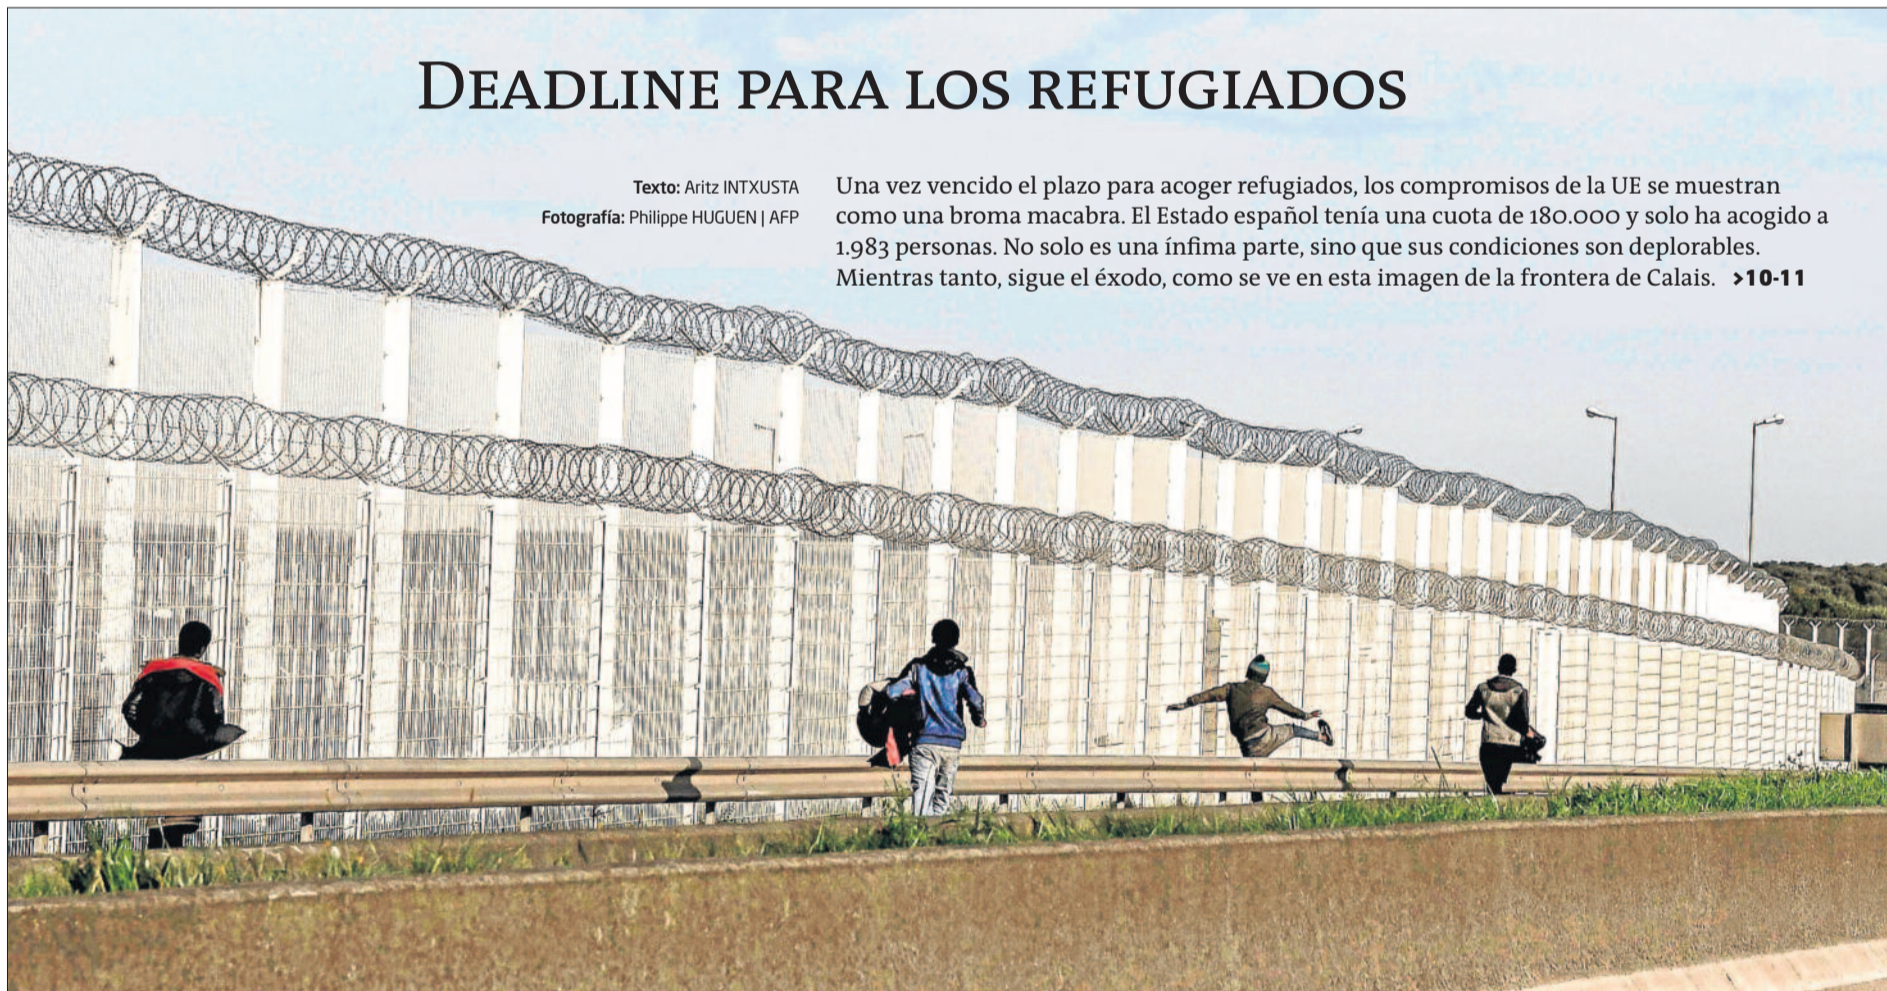 DEADLINE PARA LOS REFUGIADOS
Texto: Aritz INTXUSTA
Fotografía: Philippe HUGUEN | AFP
Una vez vencido el plazo para acoger refugiados, los compromisos de la UE se muestran
como una broma macabra. El Estado español tenía una cuota de 180.000 y solo ha acogido a
1.983 personas. No solo es una ínfima parte, sino que sus condiciones son deplorables.
Mientras tanto, sigue el éxodo, como se ve en esta imagen de la frontera de Calais. >10-11